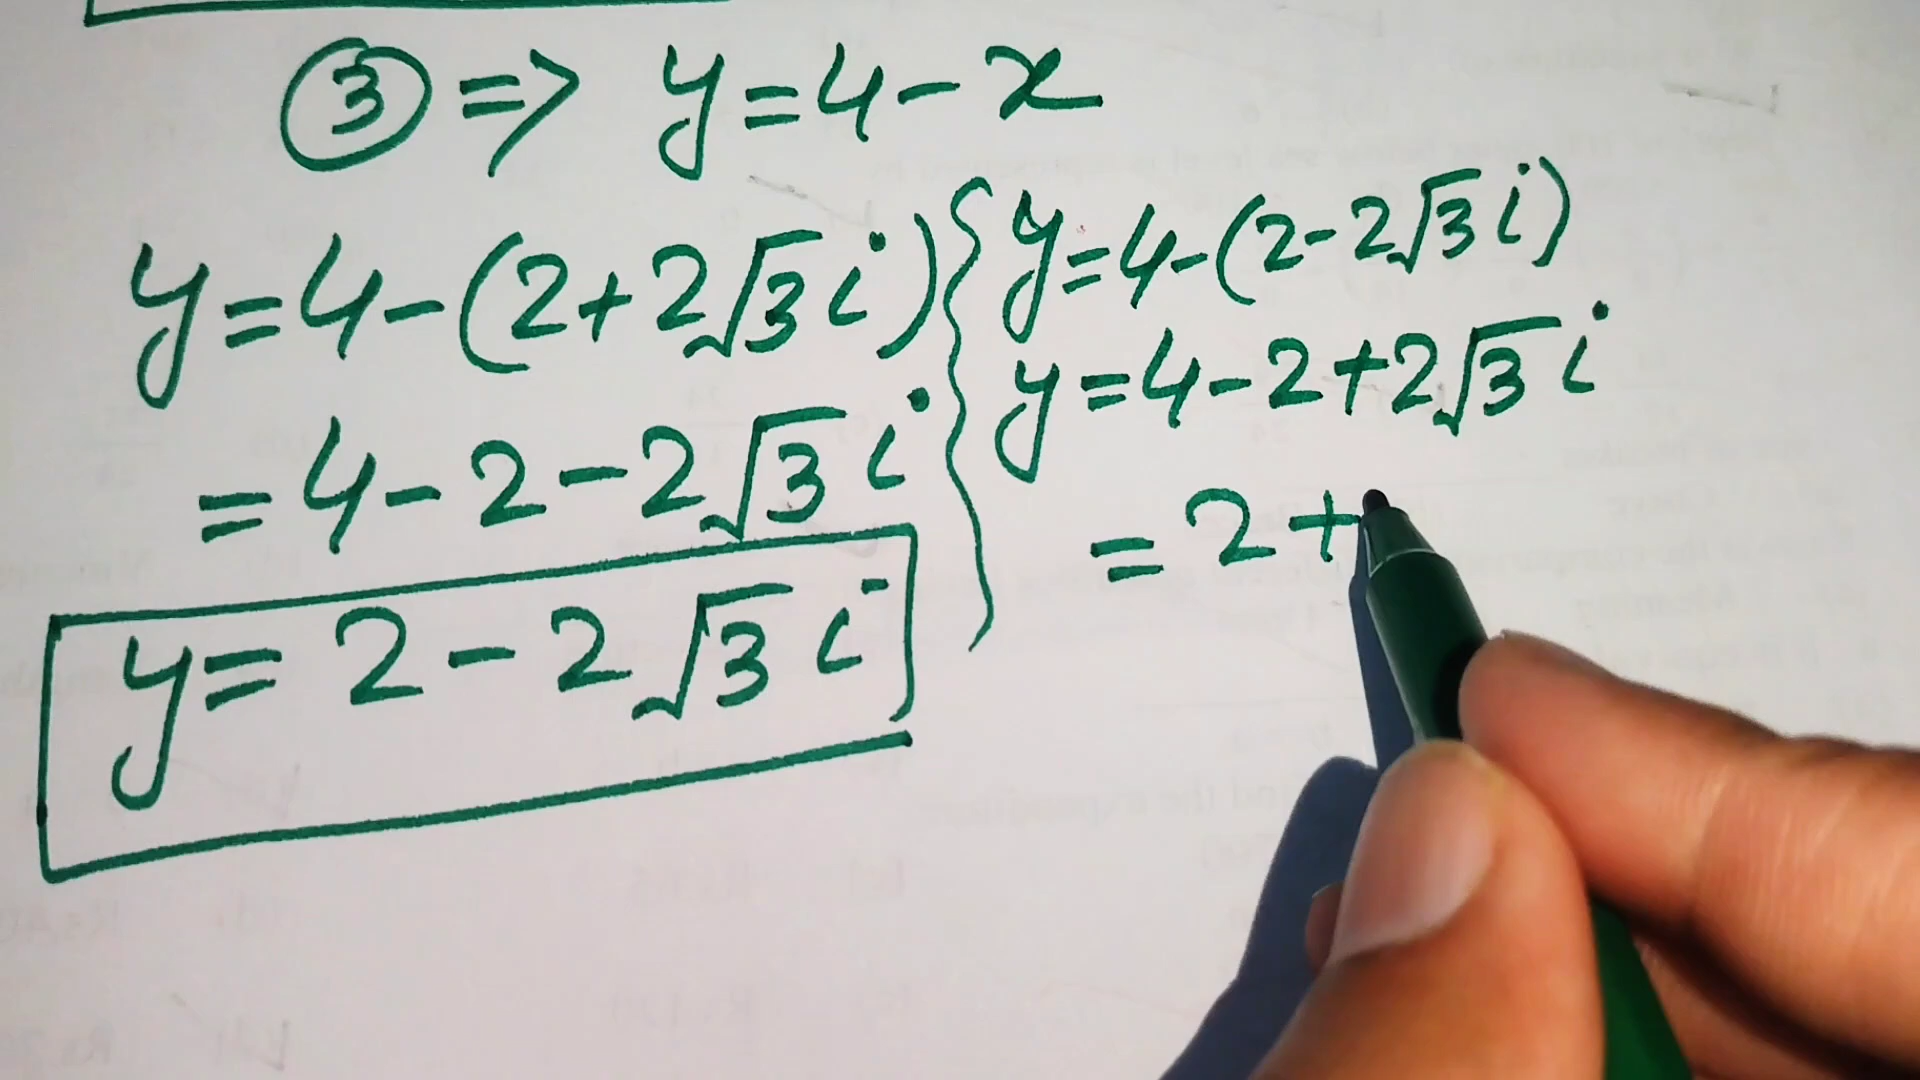 ③ => y = 4 - x
y = 4 - (2 + 2√3 i)
= 4 - 2 - 2√3 i
y = 2 - 2√3 i
y = 4 - (2 - 2√3 i)
y = 4 - 2 + 2√3 i
= 2 +